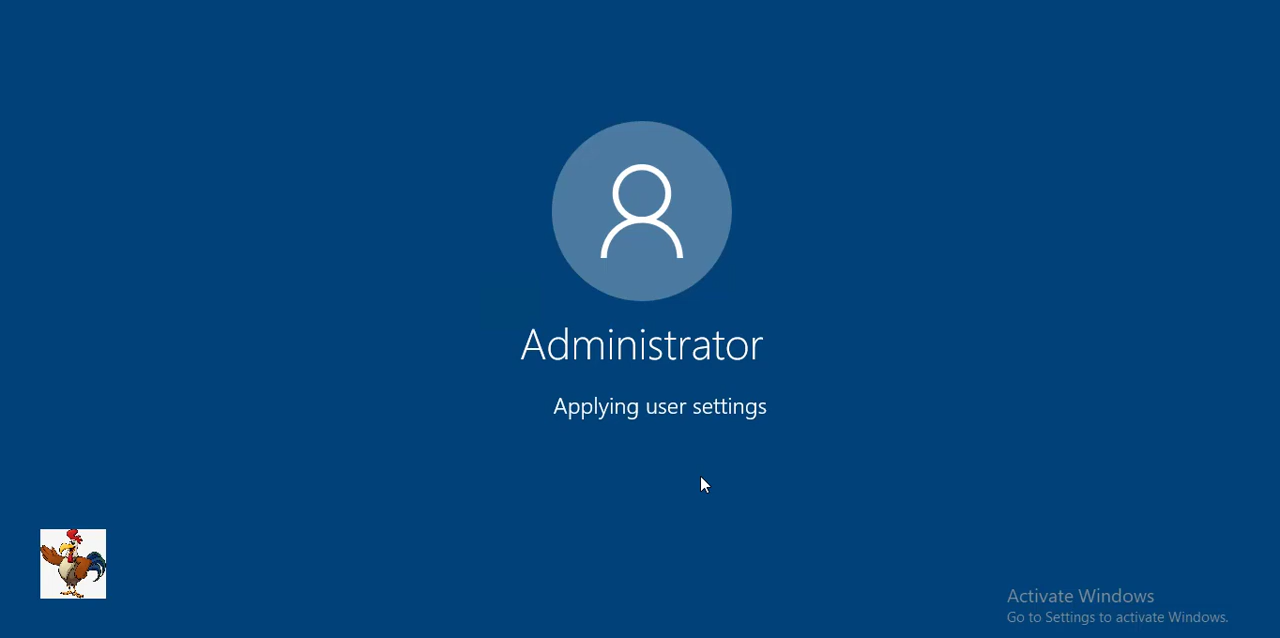 Administrator
Applying user settings
Activate Windows
Go to Settings to activate Windows.